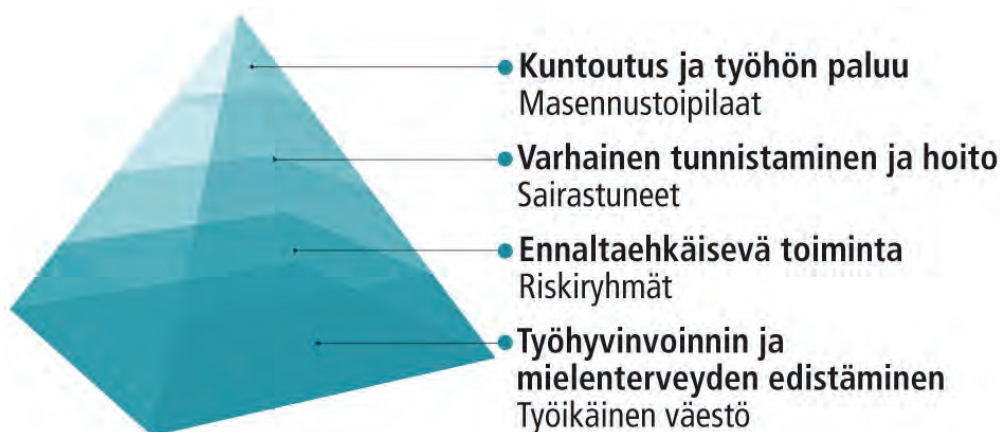 Kuntoutus ja työhön paluu
Masennustoipilaat
Varhainen tunnistaminen ja hoito
Sairastuneet
Ennaltaehkäisevä toiminta
Riskiryhmät
Työhyvinvoinnin ja
mielenterveyden edistäminen
Työikäinen väestö